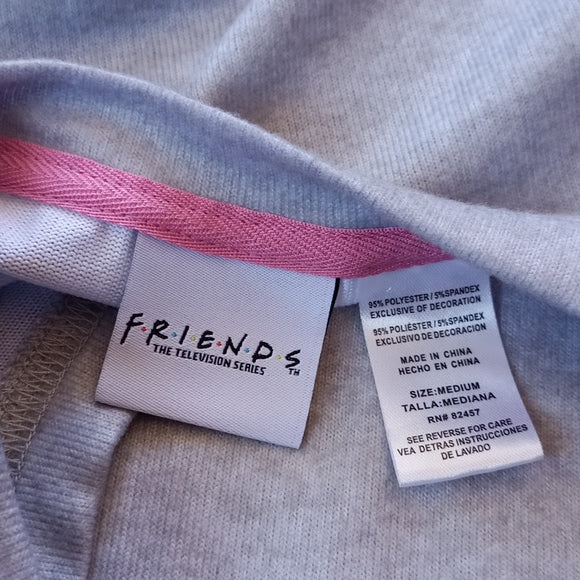 F·R·I·E·N·D·S
THE TELEVISION SERIES
TM
95% POLYESTER / 5%SPANDEX
EXCLUSIVE OF DECORATION
95% POLIÉSTER / 5%SPANDEX
EXCLUSIVO DE DECORACION
MADE IN CHINA
HECHO EN CHINA
SIZE:MEDIUM
TALLA:MEDIANA
RN# 82457
SEE REVERSE FOR CARE
VEA DETRAS INSTRUCCIONES
DE LAVADO